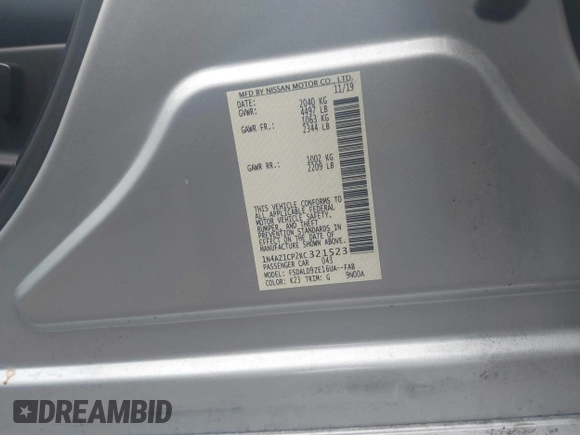 MFD BY NISSAN MOTOR CO., LTD.
DATE: 11/19
GVWR: 2040 KG
4497 LB
GAWR FR.: 1063 KG
2344 LB
GAWR RR.: 1002 KG
2209 LB
THIS VEHICLE CONFORMS TO
ALL APPLICABLE FEDERAL
MOTOR VEHICLE SAFETY,
BUMPER, AND THEFT
PREVENTION STANDARDS IN
EFFECT ON THE DATE OF
MANUFACTURE SHOWN ABOVE.
1N4AZ1CP2KC321523
PASSENGER CAR 043
MODEL: FSDALD9ZE16UA--FAB
COLOR: K23 TRIM: G 9N00A
DREAMBID